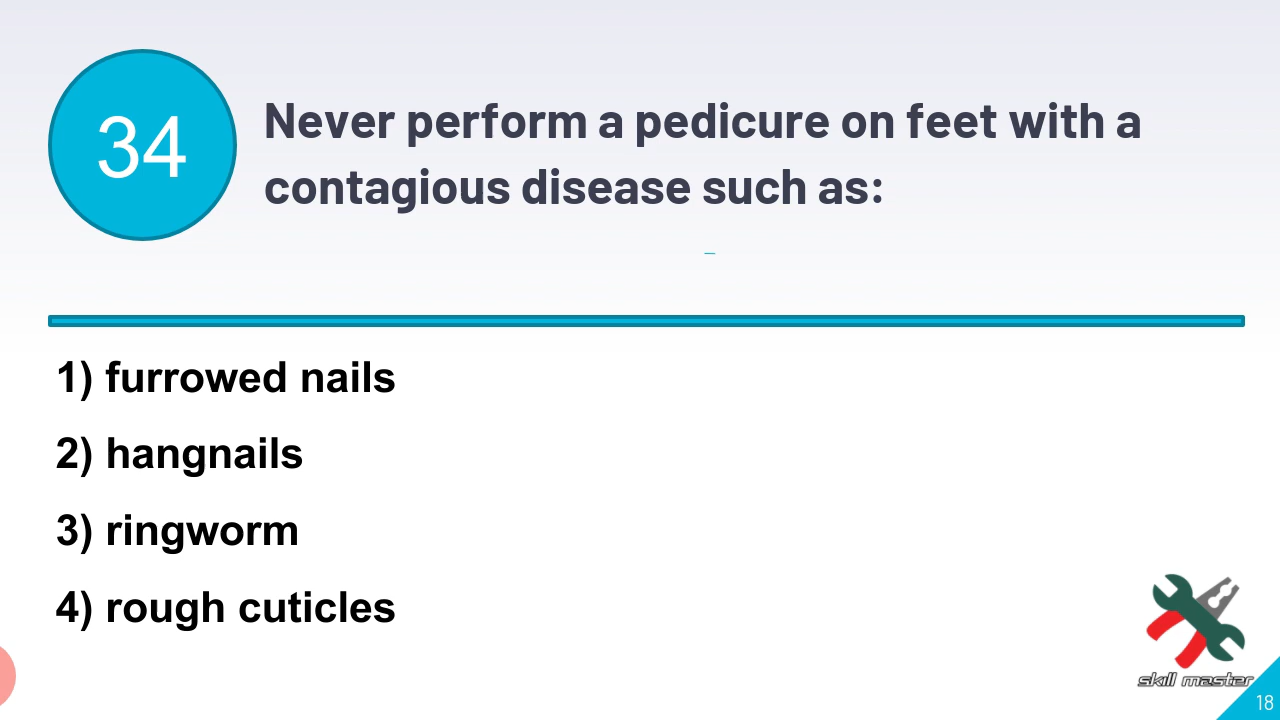 34
Never perform a pedicure on feet with a
contagious disease such as:
1) furrowed nails
2) hangnails
3) ringworm
4) rough cuticles
skill master
18